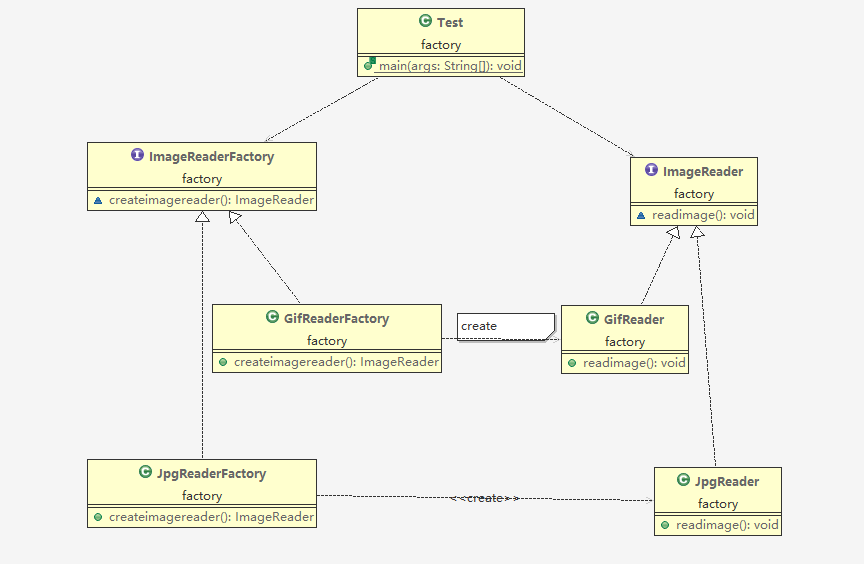 Test
factory
main(args: String[]): void
ImageReaderFactory
factory
createimagereader(): ImageReader
ImageReader
factory
readimage(): void
GifReaderFactory
factory
createimagereader(): ImageReader
create
GifReader
factory
readimage(): void
JpgReaderFactory
factory
createimagereader(): ImageReader
<<create>>
JpgReader
factory
readimage(): void